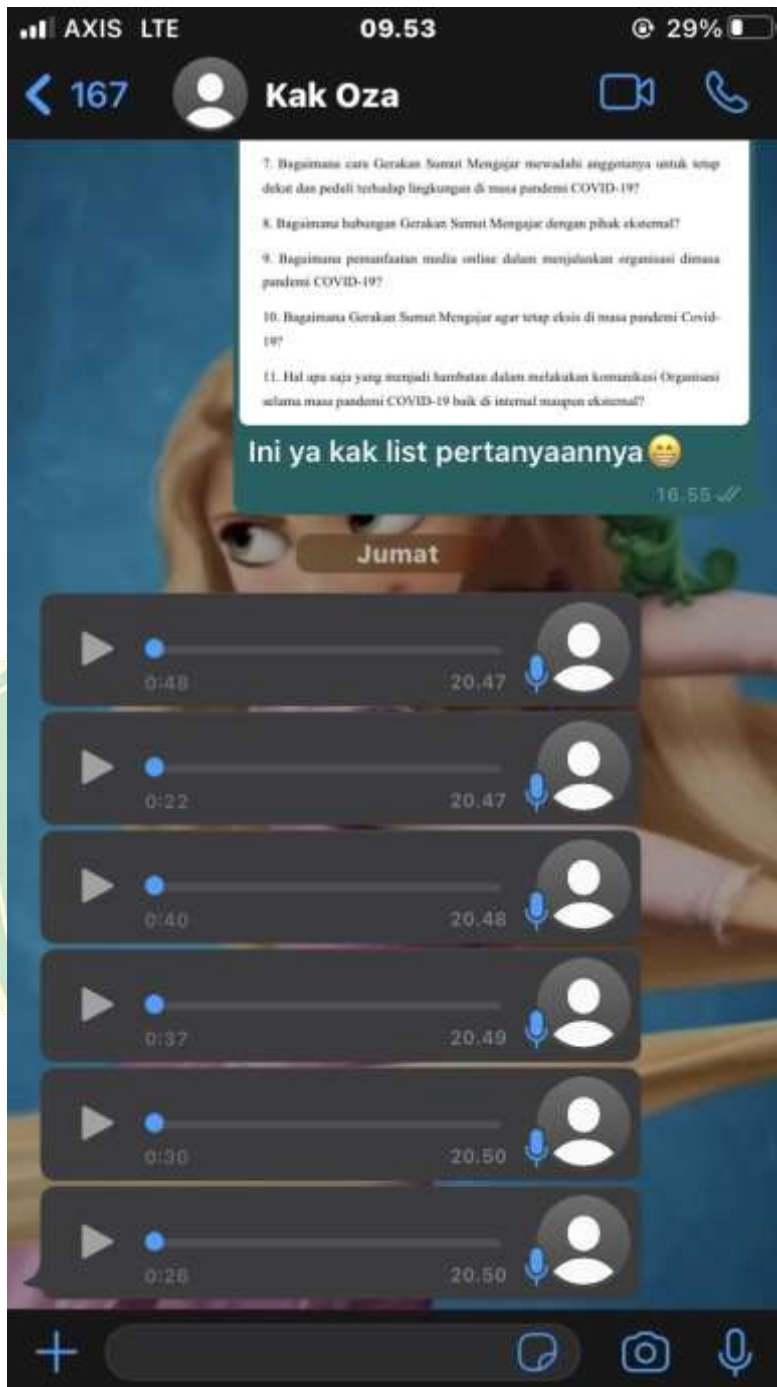 AXIS LTE 09.53 29%
167 Kak Oza
7. Bagaimana cara Gerakan Sumut Mengajar mewadahi anggotanya untuk tetap
dekat dan peduli terhadap lingkungan di masa pandemi COVID-19?
8. Bagaimana hubungan Gerakan Sumut Mengajar dengan pihak eksternal?
9. Bagaimana pemanfaatan media online dalam menjalankan organisasi dimasa
pandemi COVID-19?
10. Bagaimana Gerakan Sumut Mengajar agar tetap eksis di masa pandemi Covid-
19?
11. Hal apa saja yang menjadi hambatan dalam melakukan komunikasi Organisasi
selama masa pandemi COVID-19 baik di internal maupun eksternal?
Ini ya kak list pertanyaannya😁
16.55
Jumat
0:48 20.47
0:22 20.47
0:40 20.48
0:37 20.49
0:30 20.50
0:26 20.50